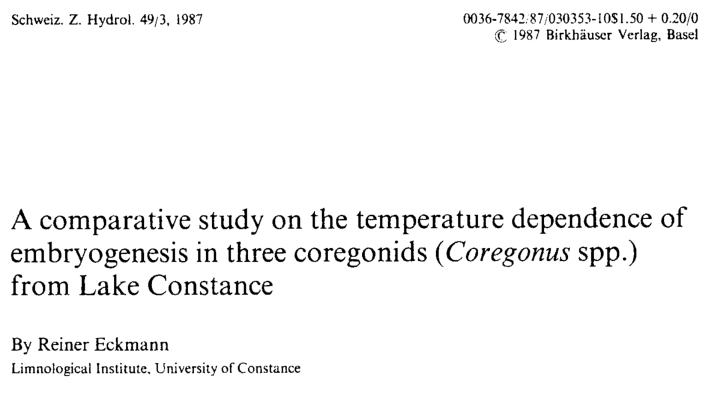 Schweiz. Z. Hydrol. 49/3, 1987
0036-7842/87/030353-10$1.50 + 0.20/0
© 1987 Birkhäuser Verlag, Basel
A comparative study on the temperature dependence of
embryogenesis in three coregonids (Coregonus spp.)
from Lake Constance
By Reiner Eckmann
Limnological Institute, University of Constance